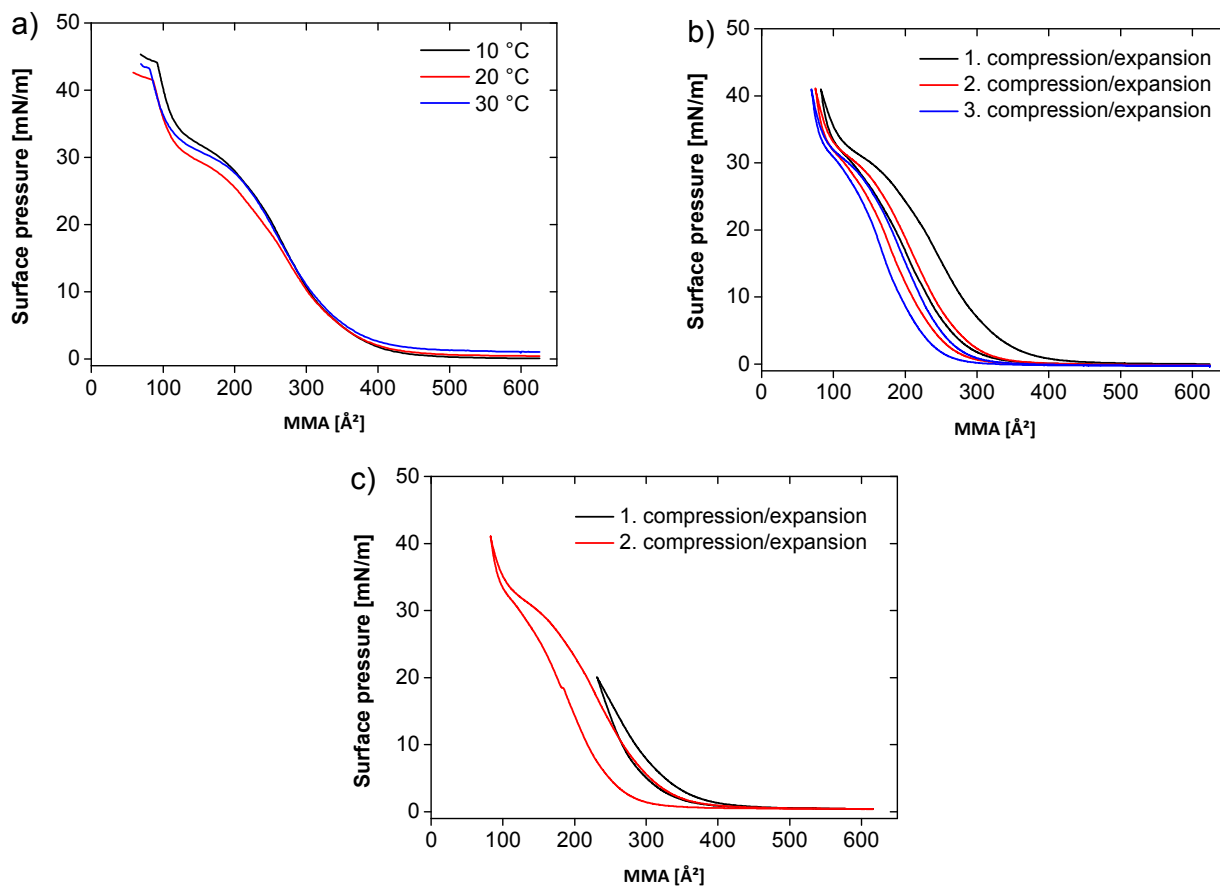 a)
50
40
30
20
10
0
Surface pressure [mN/m]
10 °C
20 °C
30 °C
0 100 200 300 400 500 600
MMA [Å²]
b)
50
40
30
20
10
0
Surface pressure [mN/m]
1. compression/expansion
2. compression/expansion
3. compression/expansion
0 100 200 300 400 500 600
MMA [Å²]
c)
50
40
30
20
10
0
Surface pressure [mN/m]
1. compression/expansion
2. compression/expansion
0 100 200 300 400 500 600
MMA [Å²]